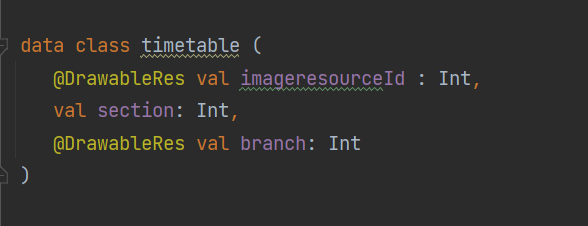 data class timetable (
@DrawableRes val imageresourceId : Int,
val section: Int,
@DrawableRes val branch: Int
)